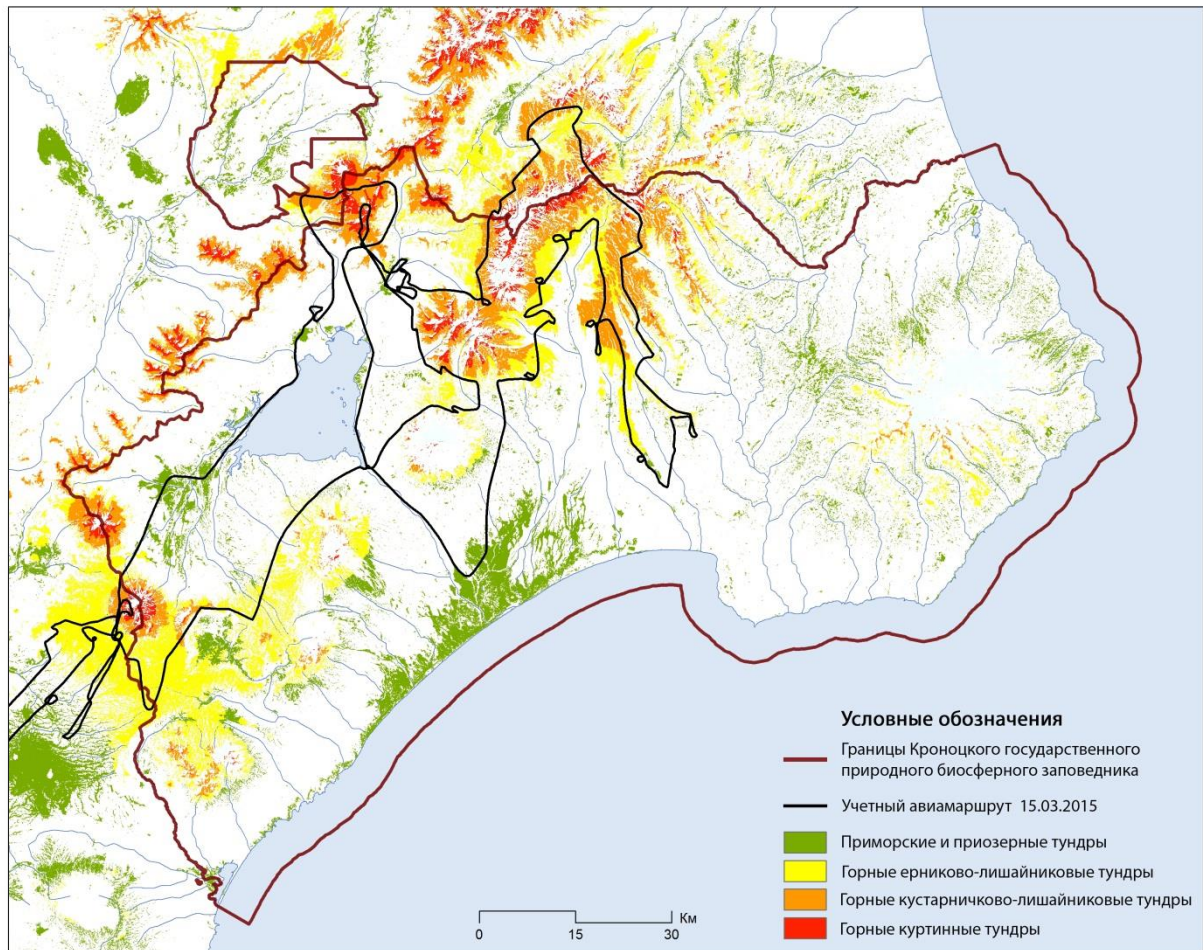 Условные обозначения
Границы Кроноцкого государственного
природного биосферного заповедника
Учетный авиамаршрут 15.03.2015
Приморские и приозерные тундры
Горные ерниково-лишайниковые тундры
Горные кустарничково-лишайниковые тундры
Горные куртинные тундры
Км
0 15 30